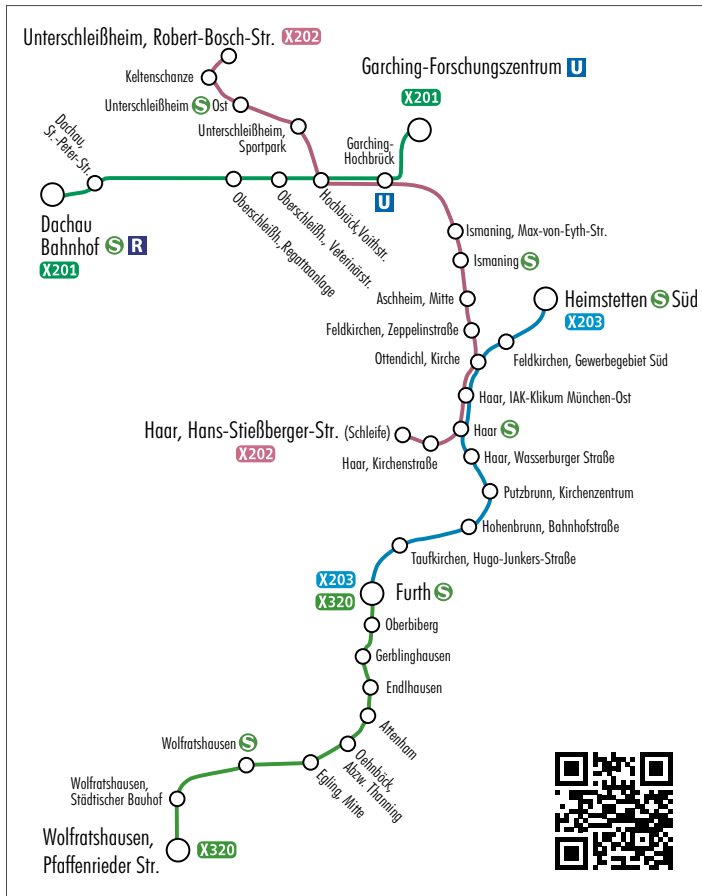 Unterschleißheim, Robert-Bosch-Str. X202
Keltenschanze
Unterschleißheim S Ost
Unterschleißheim,
Sportpark
Garching-Forschungszentrum U
X201
Garching-
Hochbrück
U
Dachau,
St.-Peter-Str.
Dachau
Bahnhof S R
X201
Oberschleißh., Regattaanlage
Oberschleißh., Veterinärstr.
Hochbrück, Voithstr.
Ismaning, Max-von-Eyth-Str.
Ismaning S
Aschheim, Mitte
Heimstetten S Süd
X203
Feldkirchen, Zeppelinstraße
Ottendichl, Kirche
Feldkirchen, Gewerbegebiet Süd
Haar, IAK-Klikum München-Ost
Haar, Hans-Stießberger-Str. (Schleife)
X202
Haar S
Haar, Kirchenstraße
Haar, Wasserburger Straße
Putzbrunn, Kirchenzentrum
Hohenbrunn, Bahnhofstraße
Taufkirchen, Hugo-Junkers-Straße
X203
X320
Furth S
Oberbiberg
Gerblinghausen
Endlhausen
Attenham
Oehnböck,
Abzw. Thanning
Egling, Mitte
Wolfratshausen S
Wolfratshausen,
Städtischer Bauhof
Wolfratshausen,
Pfaffenrieder Str.
X320